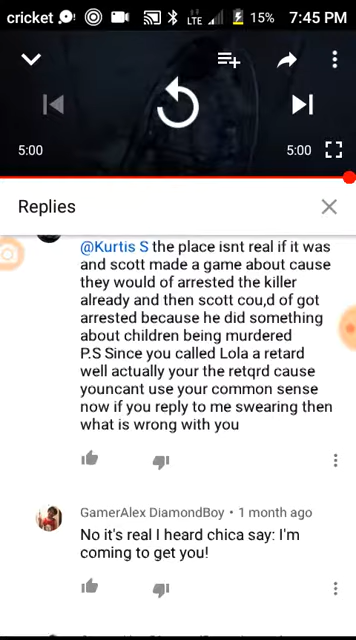 cricket LTE 15% 7:45 PM
5:00 5:00
Replies
@Kurtis S the place isnt real if it was
and scott made a game about cause
they would of arrested the killer
already and then scott cou,d of got
arrested because he did something
about children being murdered
P.S Since you called Lola a retard
well actually your the retqrd cause
youncant use your common sense
now if you reply to me swearing then
what is wrong with you
GamerAlex DiamondBoy • 1 month ago
No it's real I heard chica say: I'm
coming to get you!